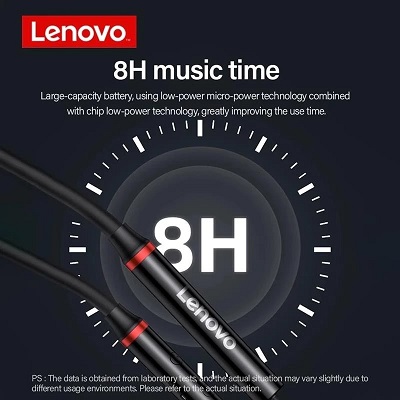 Lenovo
8H music time
Large-capacity battery, using low-power micro-power technology combined
with chip low-power technology, greatly improving the use time.
8H
Lenovo
PS : The data is obtained from laboratory tests, and the actual situation may vary slightly due to
different usage environments. Please refer to the actual situation.